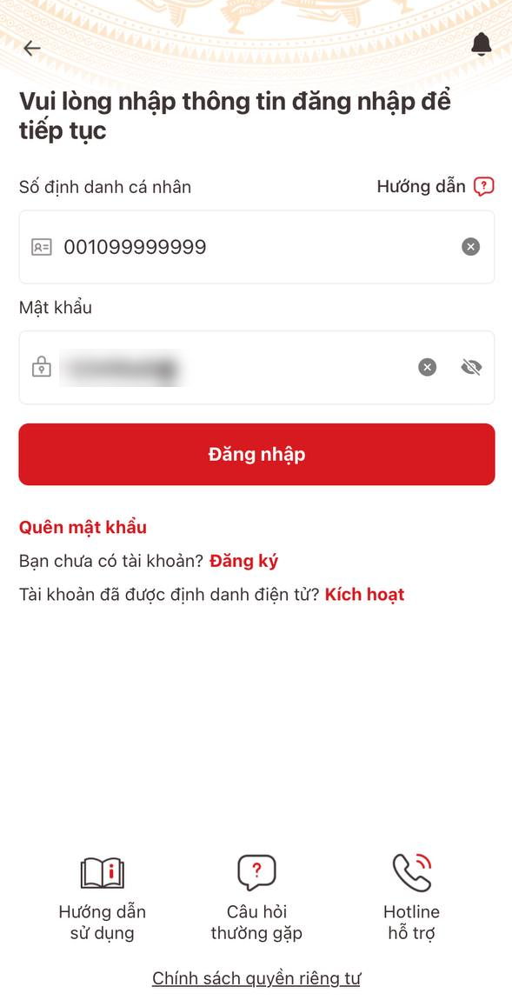 Vui lòng nhập thông tin đăng nhập để
tiếp tục
Số định danh cá nhân
Hướng dẫn
001099999999
Mật khẩu
Đăng nhập
Quên mật khẩu
Bạn chưa có tài khoản? Đăng ký
Tài khoản đã được định danh điện tử? Kích hoạt
Hướng dẫn
sử dụng
Câu hỏi
thường gặp
Hotline
hỗ trợ
Chính sách quyền riêng tư